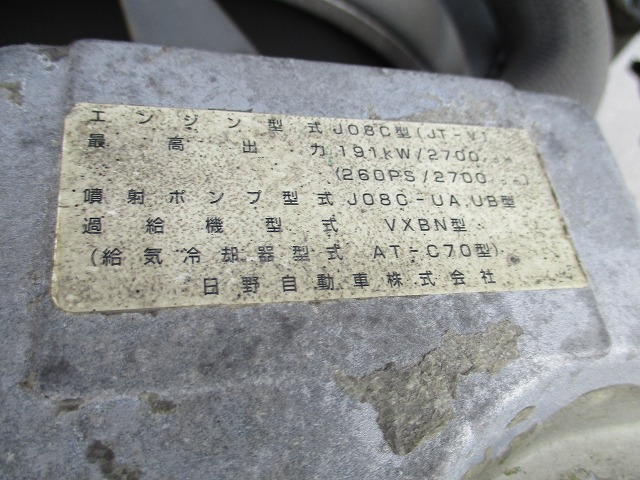 エンジン型式 J08C型(JT-V)
最高出力 191kW/2700
(260PS/2700
噴射ポンプ型式 J08C-UA,UB型
過給機型式 VXBN型
(給気冷却器型式 AT-C70型)
日野自動車株式会社